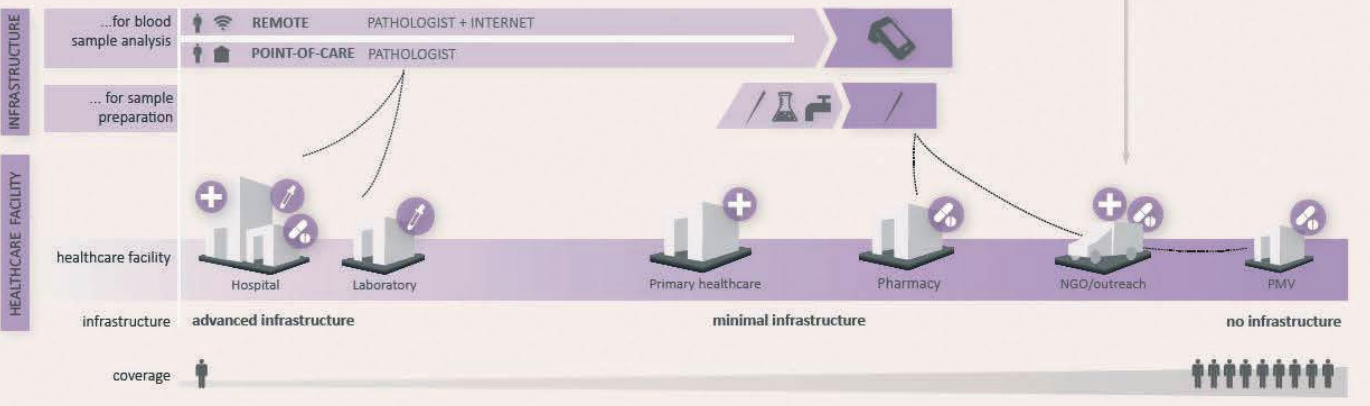 INFRASTRUCTURE
...for blood
sample analysis
REMOTE PATHOLOGIST + INTERNET
POINT-OF-CARE PATHOLOGIST
... for sample
preparation
HEALTHCARE FACILITY
healthcare facility
Hospital Laboratory Primary healthcare Pharmacy NGO/outreach PMV
infrastructure advanced infrastructure minimal infrastructure no infrastructure
coverage